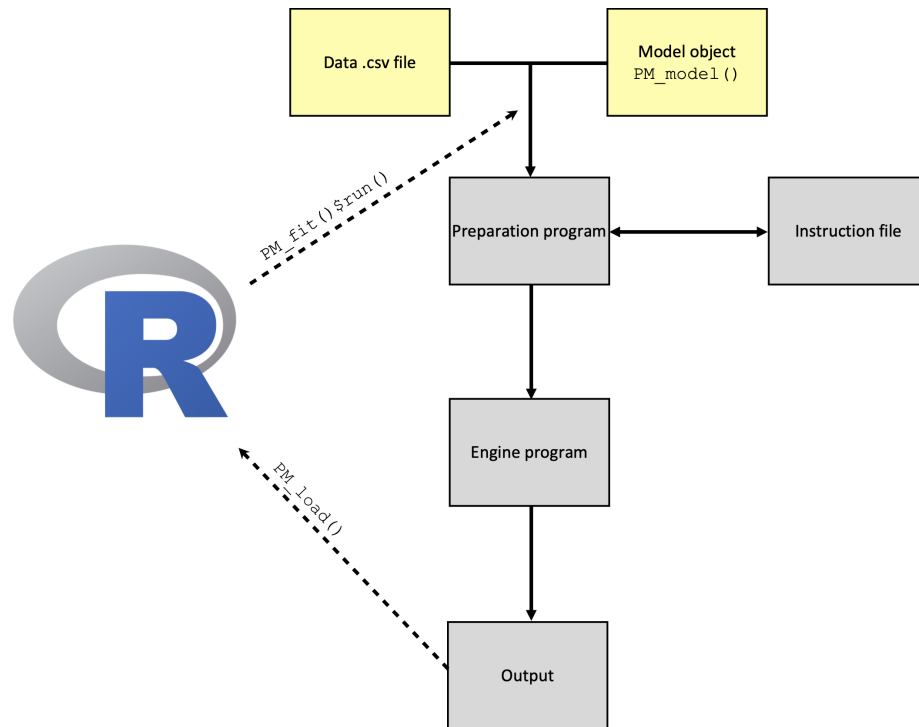 Data .csv file
Model object
PM_model()
PM_fit()$run()
Preparation program
Instruction file
R
Engine program
PM_load()
Output